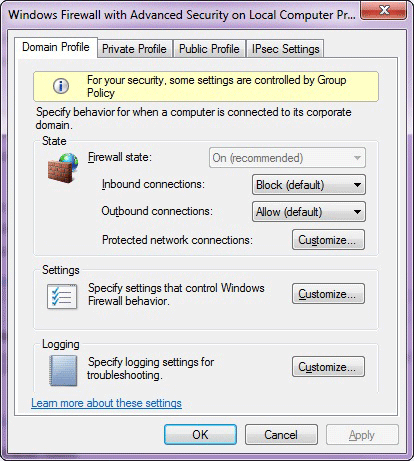 Windows Firewall with Advanced Security on Local Computer Pr...
Domain Profile Private Profile Public Profile IPsec Settings
For your security, some settings are controlled by Group
Policy
Specify behavior for when a computer is connected to its corporate
domain.
State
Firewall state: On (recommended)
Inbound connections: Block (default)
Outbound connections: Allow (default)
Protected network connections: Customize...
Settings
Specify settings that control Windows
Firewall behavior.
Customize...
Logging
Specify logging settings for
troubleshooting.
Customize...
Learn more about these settings
OK Cancel Apply